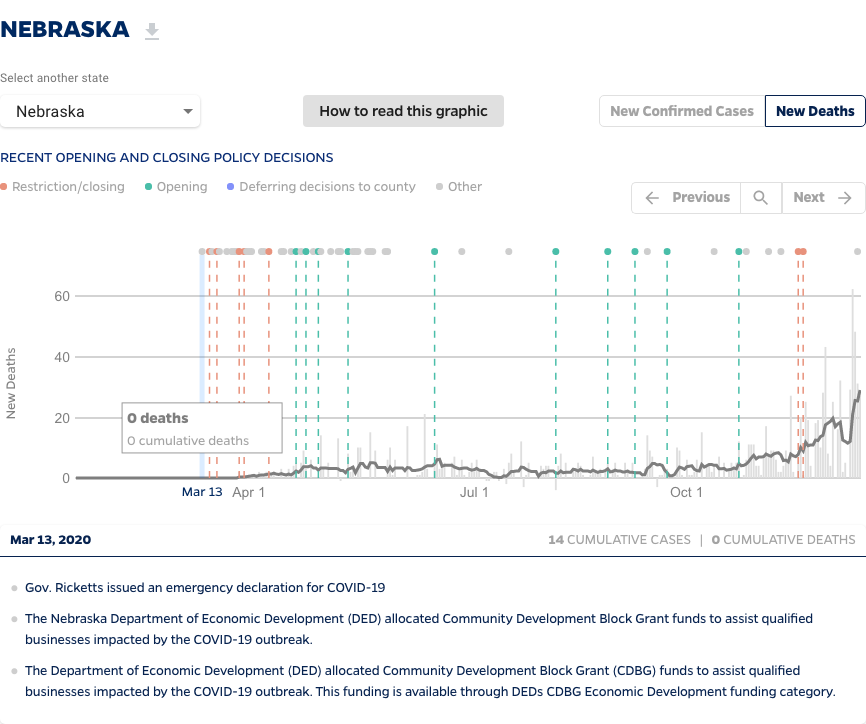 NEBRASKA
Select another state
Nebraska
How to read this graphic
New Confirmed Cases
New Deaths
RECENT OPENING AND CLOSING POLICY DECISIONS
Restriction/closing
Opening
Deferring decisions to county
Other
Previous
Next
60
40
20
0
New Deaths
0 deaths
0 cumulative deaths
Mar 13
Apr 1
Jul 1
Oct 1
Mar 13, 2020
14 CUMULATIVE CASES | 0 CUMULATIVE DEATHS
Gov. Ricketts issued an emergency declaration for COVID-19
The Nebraska Department of Economic Development (DED) allocated Community Development Block Grant funds to assist qualified
businesses impacted by the COVID-19 outbreak.
The Department of Economic Development (DED) allocated Community Development Block Grant (CDBG) funds to assist qualified
businesses impacted by the COVID-19 outbreak. This funding is available through DEDs CDBG Economic Development funding category.